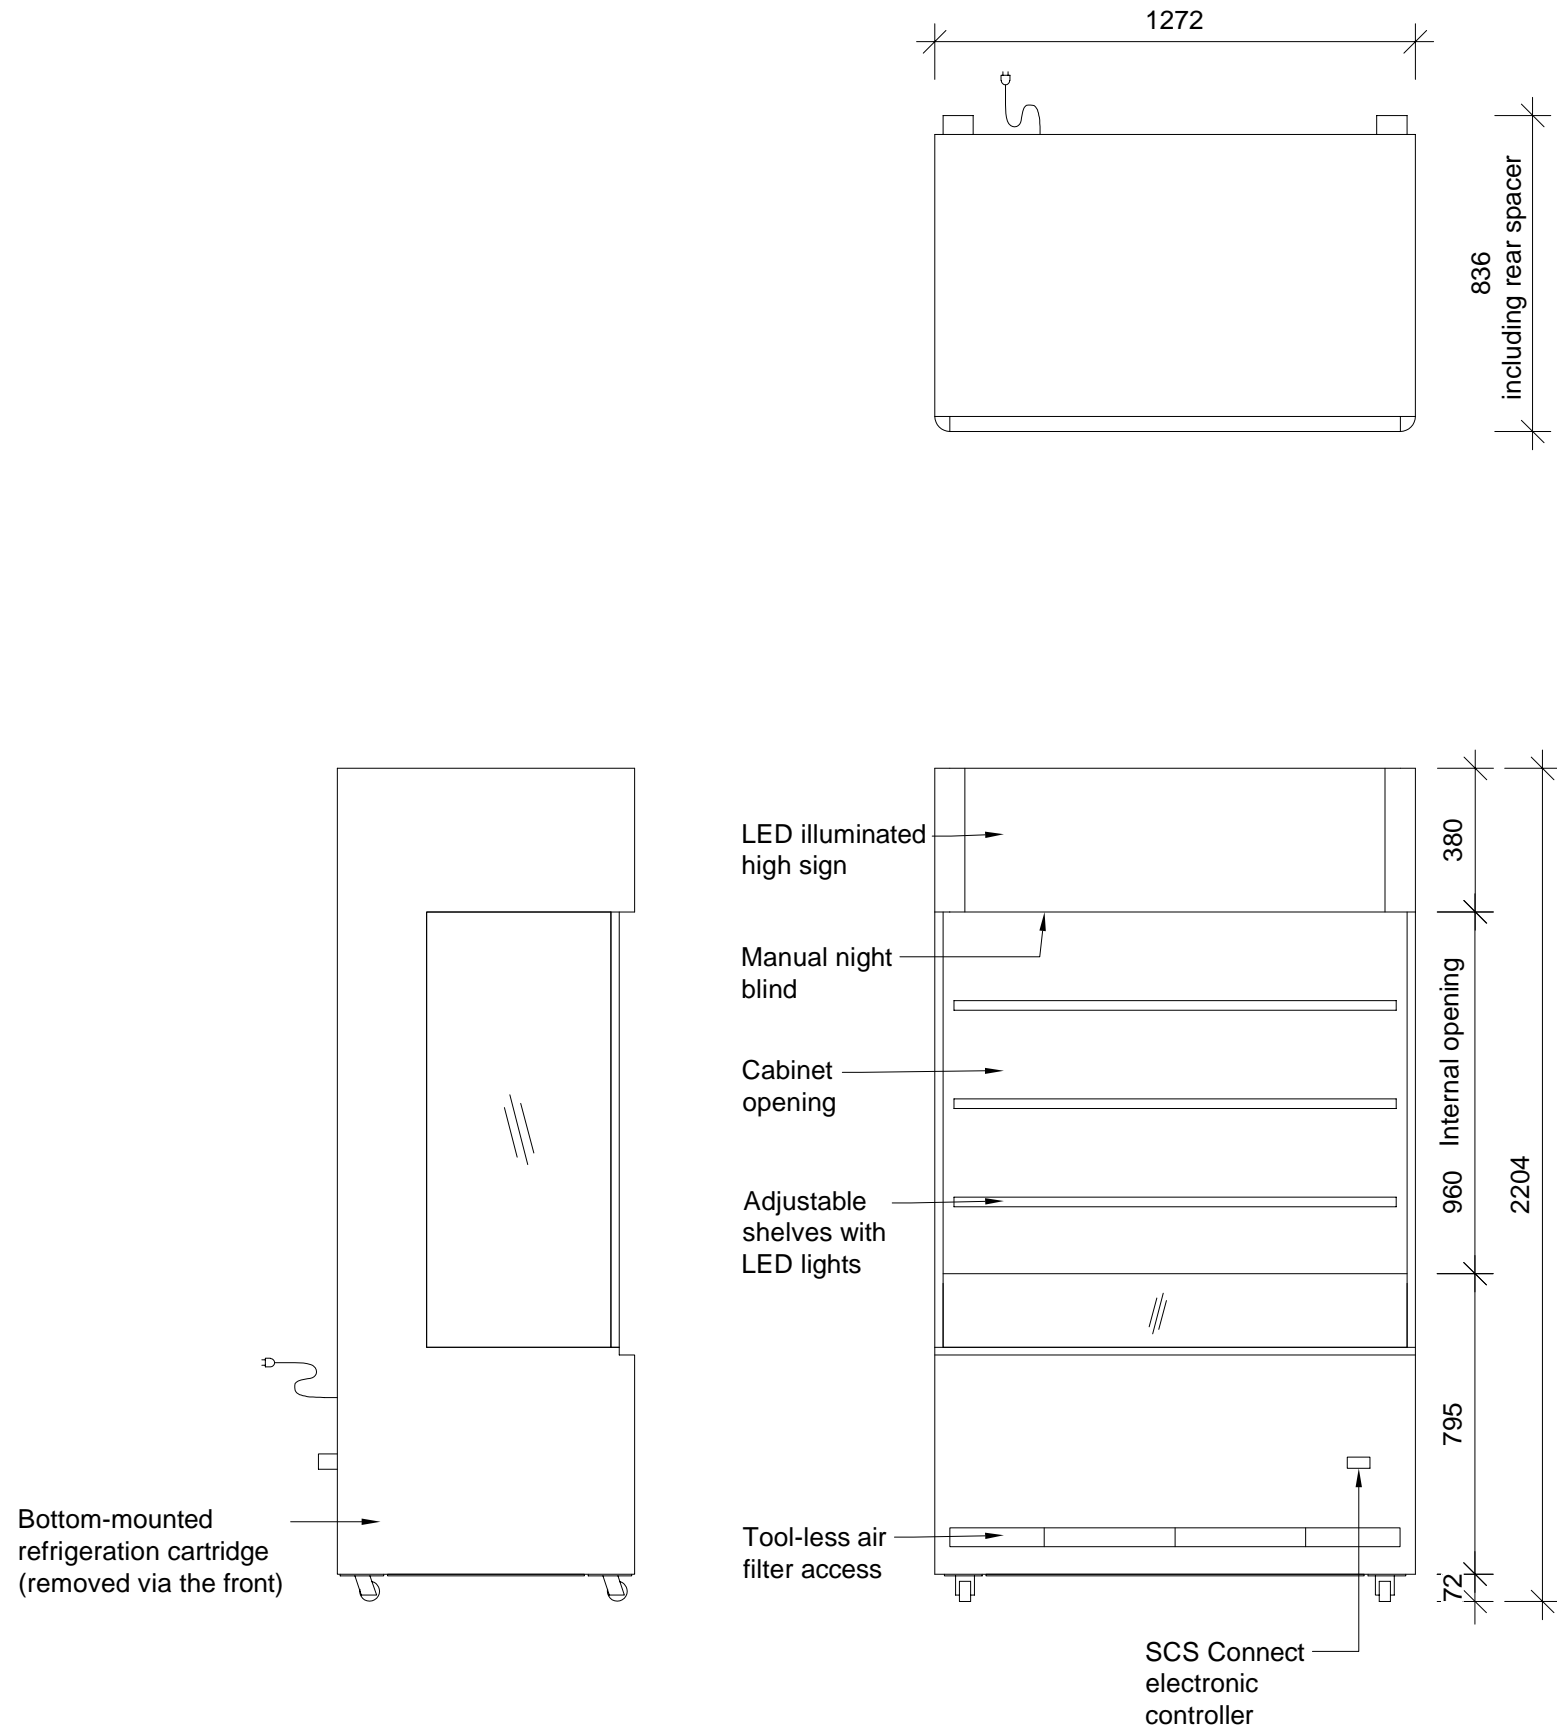 1272
836
including rear spacer
LED illuminated
high sign
380
Manual night
blind
Internal opening
Cabinet
opening
960
2204
Adjustable
shelves with
LED lights
795
Bottom-mounted
refrigeration cartridge
(removed via the front)
Tool-less air
filter access
72
SCS Connect
electronic
controller